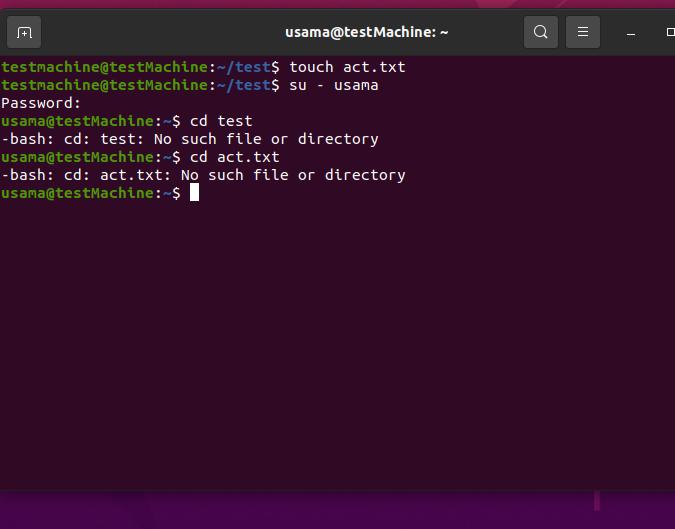 usama@testMachine: ~
testmachine@testMachine:~/test$ touch act.txt
testmachine@testMachine:~/test$ su - usama
Password:
usama@testMachine:~$ cd test
-bash: cd: test: No such file or directory
usama@testMachine:~$ cd act.txt
-bash: cd: act.txt: No such file or directory
usama@testMachine:~$